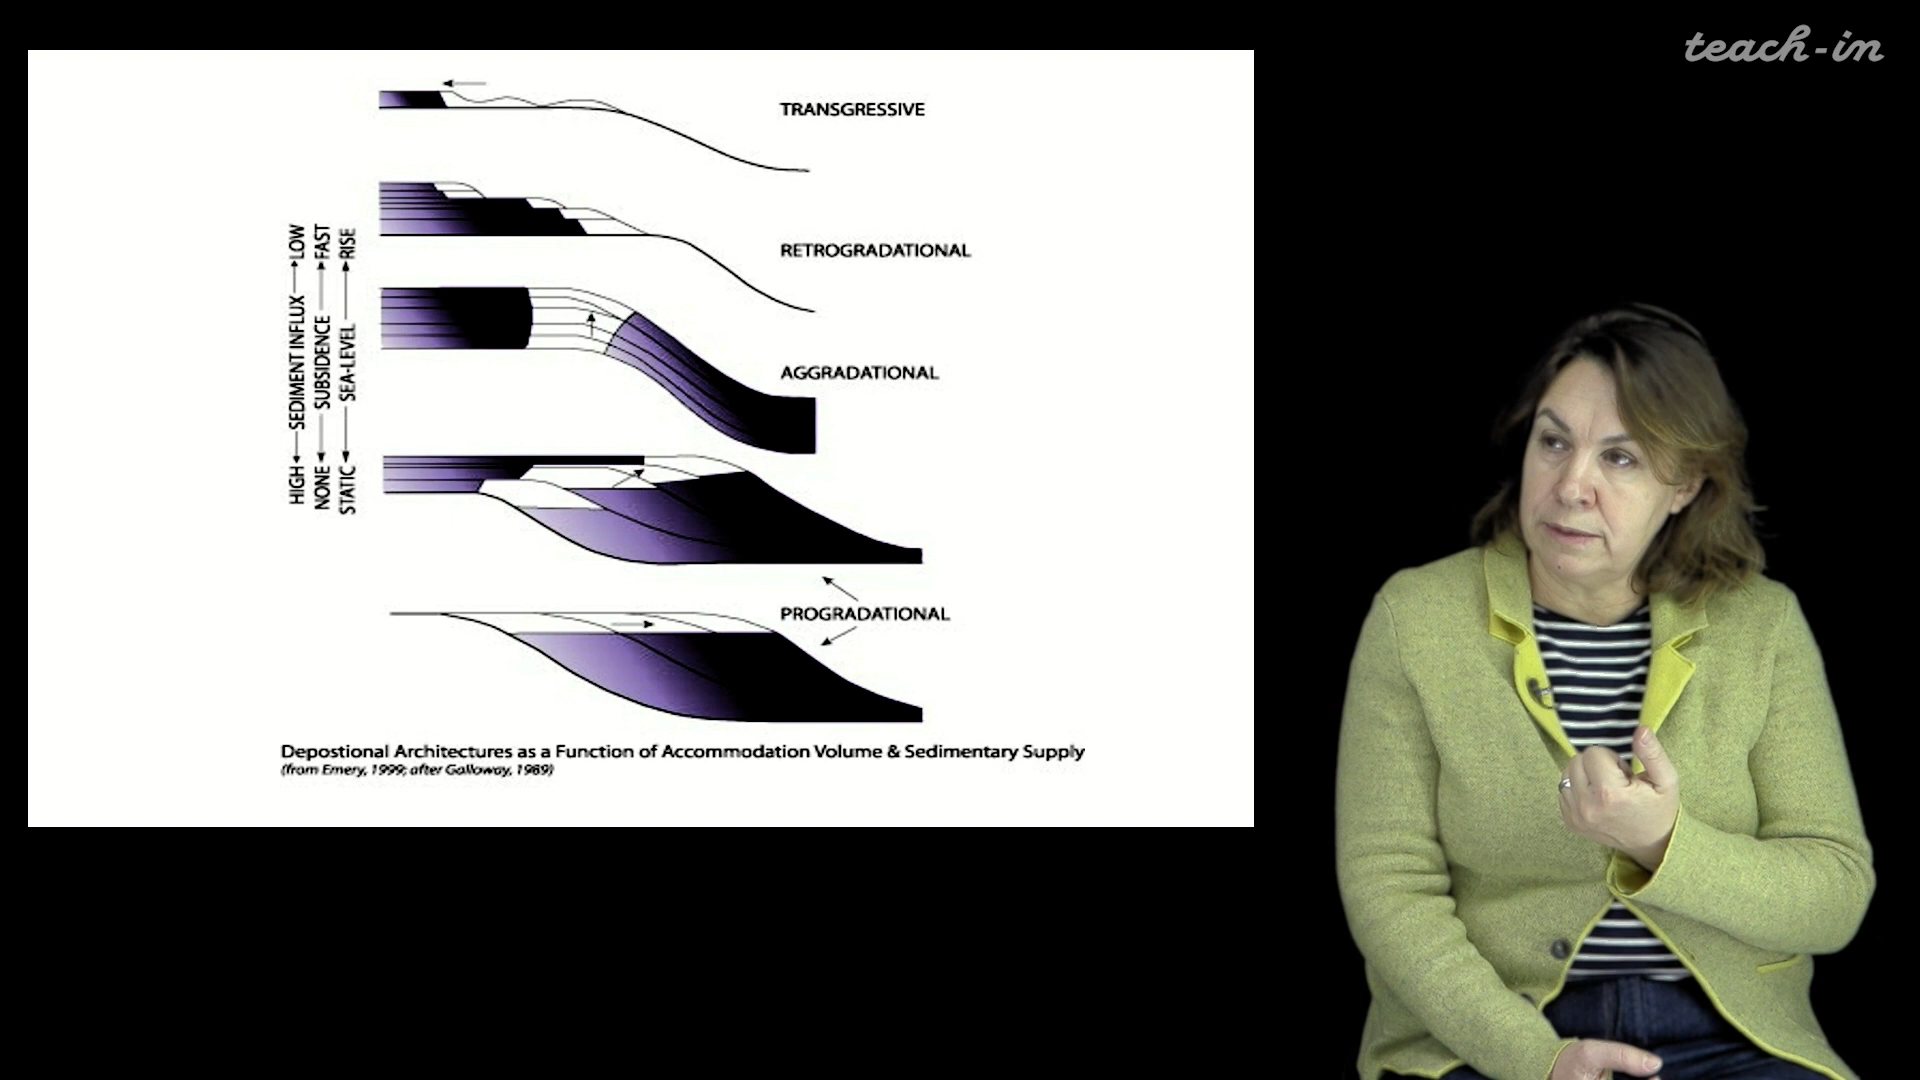 teach-in
TRANSGRESSIVE
RETROGRADATIONAL
AGGRADATIONAL
PROGRADATIONAL
HIGH SEDIMENT INFLUX LOW
NONE SUBSIDENCE FAST
STATIC SEA-LEVEL RISE
Depostional Architectures as a Function of Accommodation Volume & Sedimentary Supply
(from Emery, 1999; after Galloway, 1989)